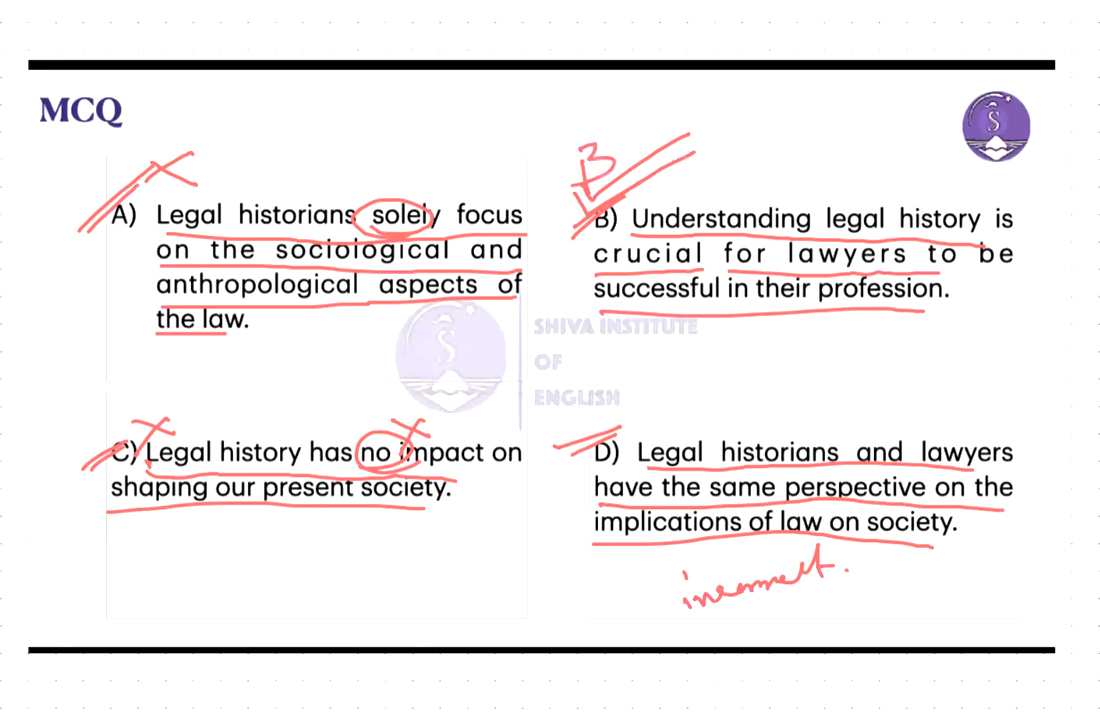 MCQ
Ŝ
A) Legal historians solely focus
on the sociological and
anthropological aspects of
the law.
B
B) Understanding legal history is
crucial for lawyers to be
successful in their profession.
Ŝ
SHIVA INSTITUTE
OF
ENGLISH
C) Legal history has no impact on
shaping our present society.
D) Legal historians and lawyers
have the same perspective on the
implications of law on society.
incorrect.